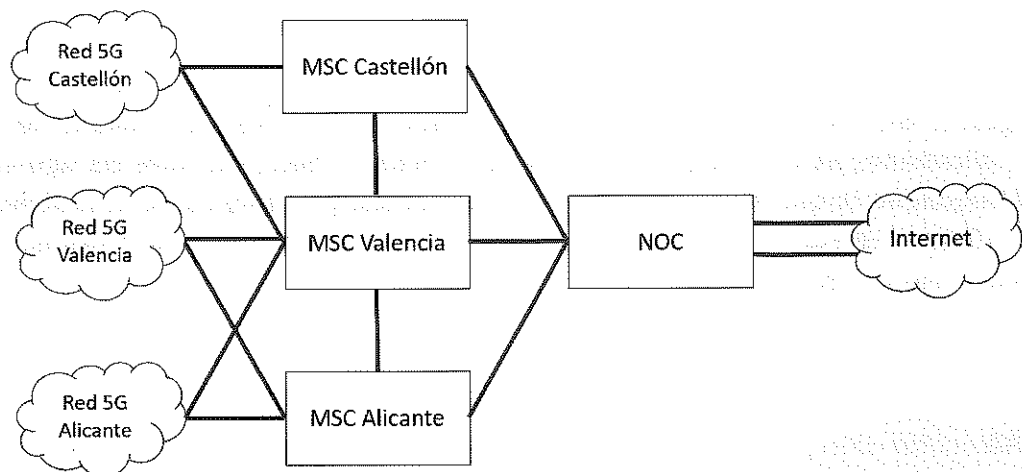 Red 5G
Castellón
MSC Castellón
Red 5G
Valencia
MSC Valencia
NOC
Internet
Red 5G
Alicante
MSC Alicante